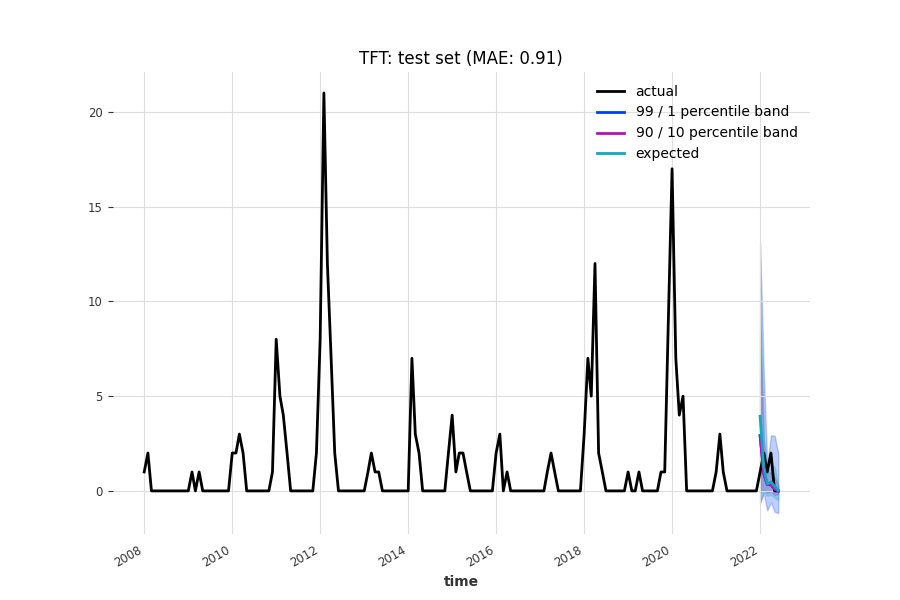 TFT: test set (MAE: 0.91)
actual
99 / 1 percentile band
90 / 10 percentile band
expected
20
15
10
5
0
2008
2010
2012
2014
2016
2018
2020
2022
time